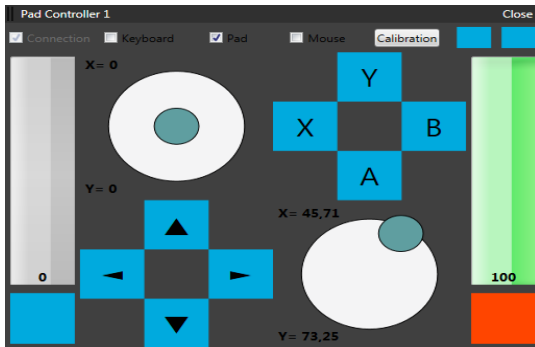 Pad Controller 1 Close
Connection Keyboard Pad Mouse Calibration
X= 0
Y
X B
A
Y= 0
X= 45,71
0
100
Y= 73,25